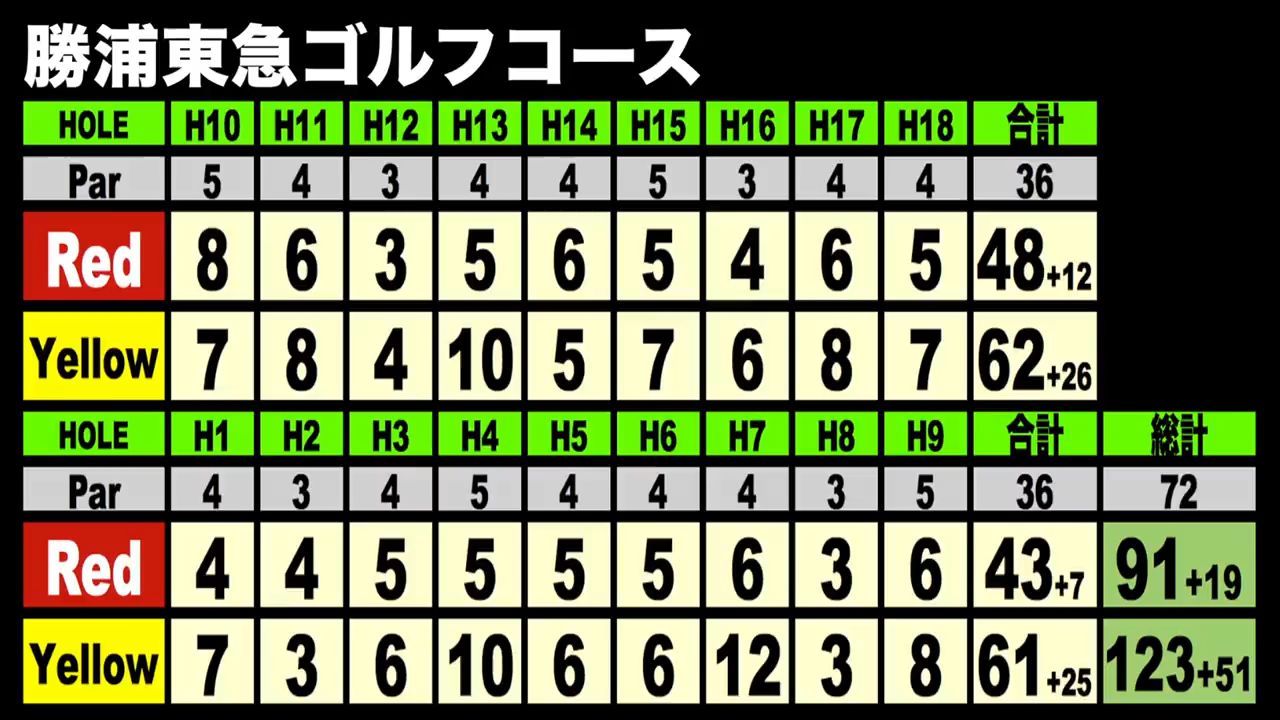 勝浦東急ゴルフコース
HOLE H10 H11 H12 H13 H14 H15 H16 H17 H18 合計
Par 5 4 3 4 4 5 3 4 4 36
Red 8 6 3 5 6 5 4 6 5 48+12
Yellow 7 8 4 10 5 7 6 8 7 62+26
HOLE H1 H2 H3 H4 H5 H6 H7 H8 H9 合計 総計
Par 4 3 4 5 4 4 4 3 5 36 72
Red 4 4 5 5 5 5 6 3 6 43+7 91+19
Yellow 7 3 6 10 6 6 12 3 8 61+25 123+51